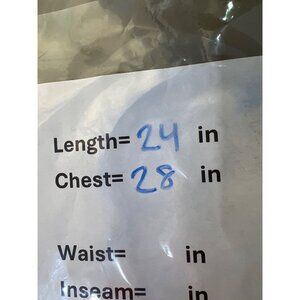 Length= 24 in
Chest= 28 in
Waist= in
Inseam= in